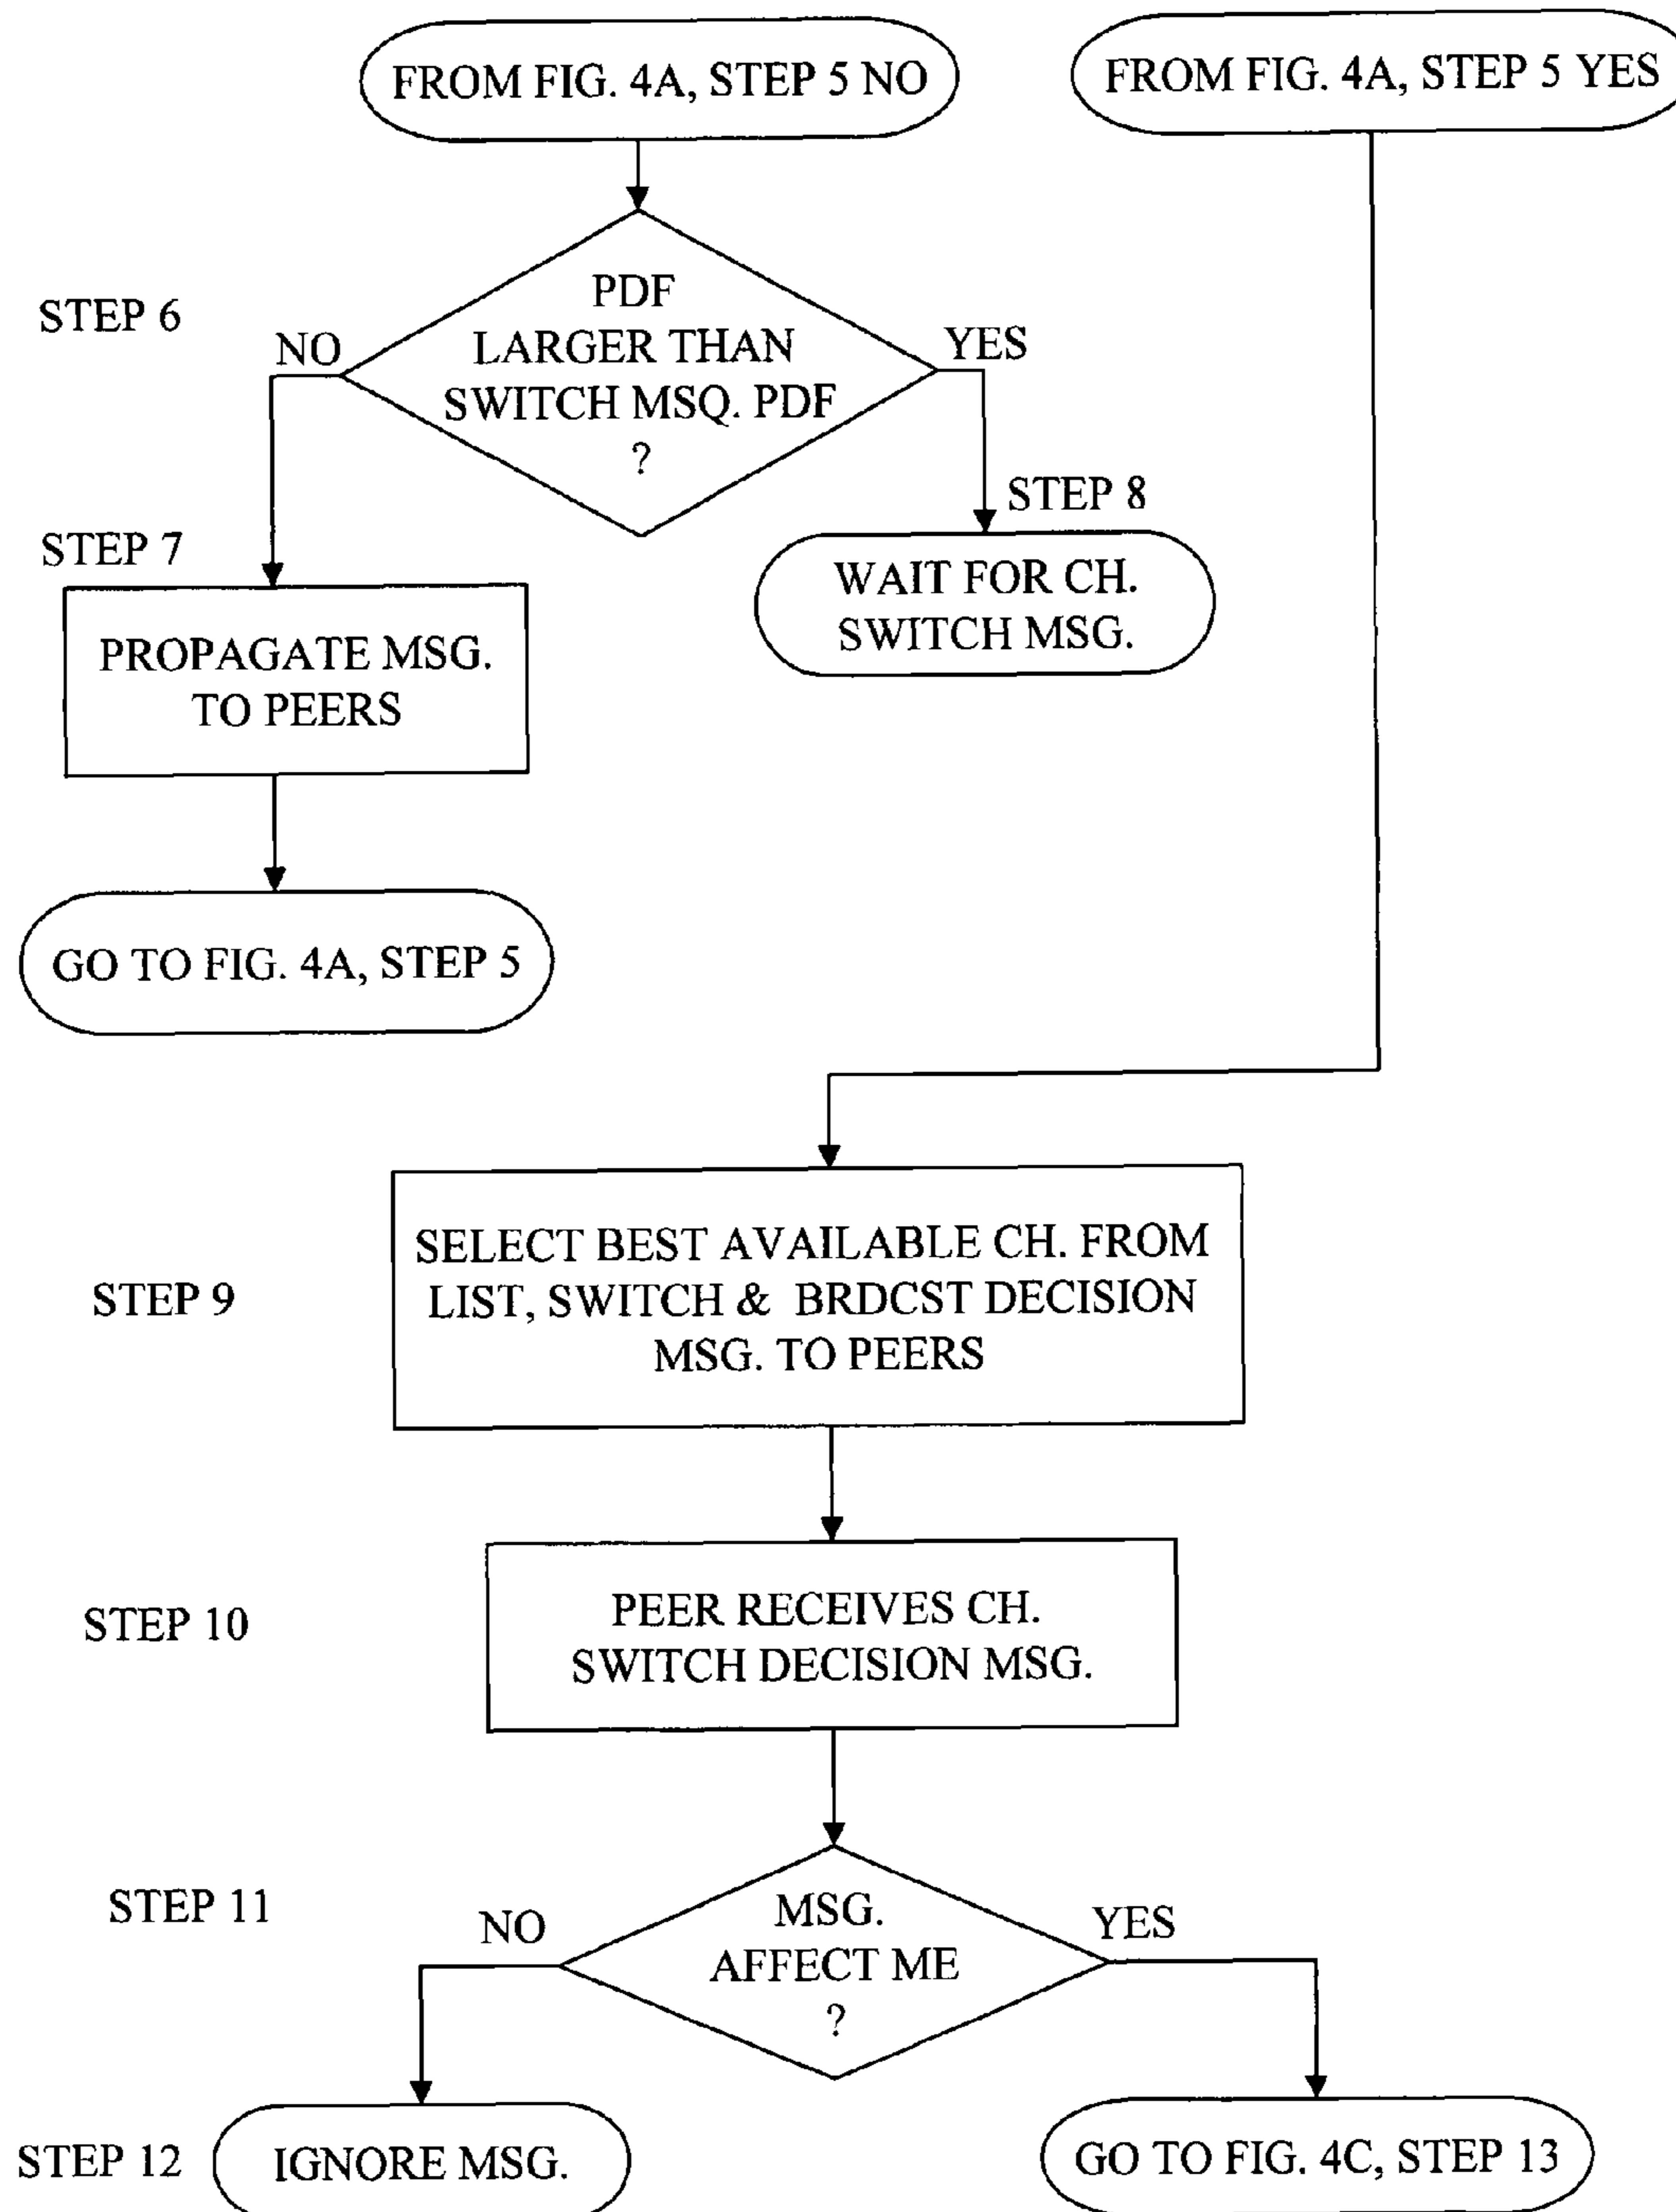 FROM FIG. 4A, STEP 5 NO
FROM FIG. 4A, STEP 5 YES
STEP 6
PDF
LARGER THAN
SWITCH MSQ. PDF
?
NO
YES
STEP 7
PROPAGATE MSG.
TO PEERS
STEP 8
WAIT FOR CH.
SWITCH MSG.
GO TO FIG. 4A, STEP 5
STEP 9
SELECT BEST AVAILABLE CH. FROM
LIST, SWITCH & BRDCST DECISION
MSG. TO PEERS
STEP 10
PEER RECEIVES CH.
SWITCH DECISION MSG.
STEP 11
MSG.
AFFECT ME
?
NO
YES
STEP 12
IGNORE MSG.
GO TO FIG. 4C, STEP 13